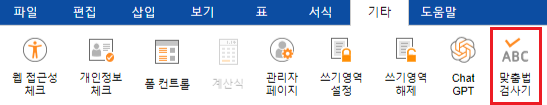 파일 편집 삽입 보기 표 서식 기타 도움말
ABC
웹 접근성 체크
개인정보 체크
폼 컨트롤
계산식
관리자 페이지
쓰기영역 설정
쓰기영역 해제
Chat GPT
맞춤법 검사기